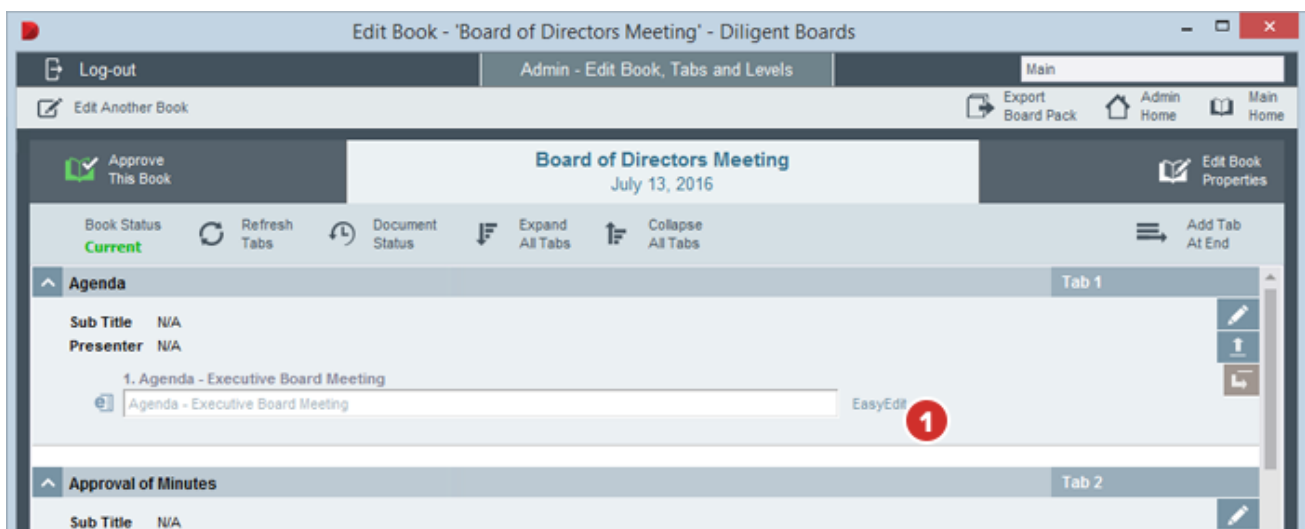 Edit Book - 'Board of Directors Meeting' - Diligent Boards
Log-out
Admin - Edit Book, Tabs and Levels
Main
Edit Another Book
Export
Board Pack
Admin
Home
Main
Home
Approve
This Book
Board of Directors Meeting
July 13, 2016
Edit Book
Properties
Book Status
Current
Refresh
Tabs
Document
Status
Expand
All Tabs
Collapse
All Tabs
Add Tab
At End
Agenda
Tab 1
Sub Title N/A
Presenter N/A
1. Agenda - Executive Board Meeting
Agenda - Executive Board Meeting
EasyEdit
1
Approval of Minutes
Tab 2
Sub Title N/A